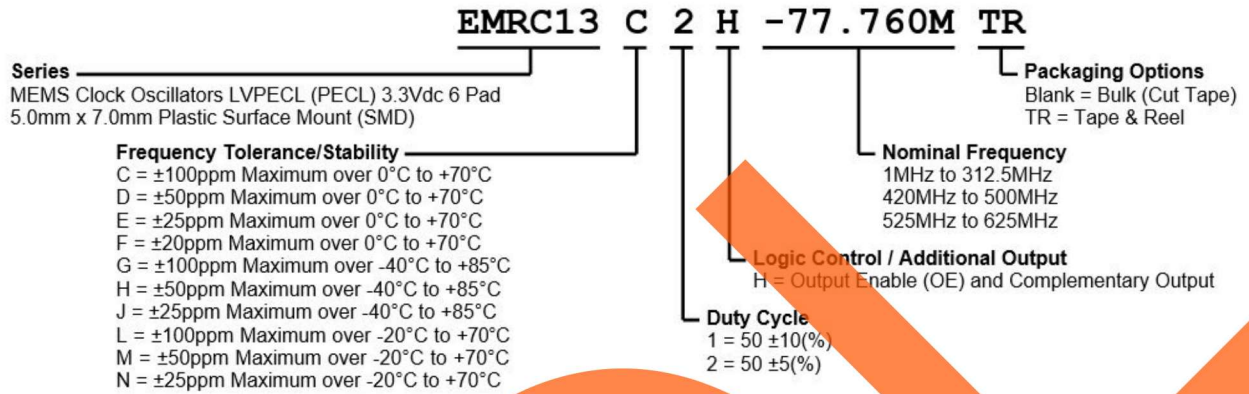 EMRC13 C 2 H -77.760M TR
Series
MEMS Clock Oscillators LVPECL (PECL) 3.3Vdc 6 Pad
5.0mm x 7.0mm Plastic Surface Mount (SMD)
Frequency Tolerance/Stability
C = ±100ppm Maximum over 0°C to +70°C
D = ±50ppm Maximum over 0°C to +70°C
E = ±25ppm Maximum over 0°C to +70°C
F = ±20ppm Maximum over 0°C to +70°C
G = ±100ppm Maximum over -40°C to +85°C
H = ±50ppm Maximum over -40°C to +85°C
J = ±25ppm Maximum over -40°C to +85°C
L = ±100ppm Maximum over -20°C to +70°C
M = ±50ppm Maximum over -20°C to +70°C
N = ±25ppm Maximum over -20°C to +70°C
Duty Cycle
1 = 50 ±10(%)
2 = 50 ±5(%)
Logic Control / Additional Output
H = Output Enable (OE) and Complementary Output
Nominal Frequency
1MHz to 312.5MHz
420MHz to 500MHz
525MHz to 625MHz
Packaging Options
Blank = Bulk (Cut Tape)
TR = Tape & Reel